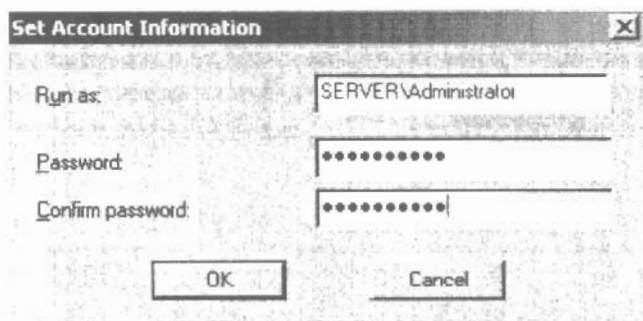 Set Account Information
Run as: SERVER\Administrator
Password: ●●●●●●●●●●
Confirm password: ●●●●●●●●●●
OK Cancel